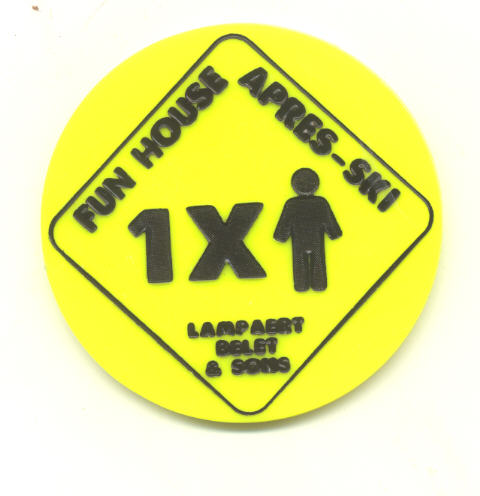 FUN HOUSE
APRES-SKI
1X
LAMPAERT
BELET
& SONS